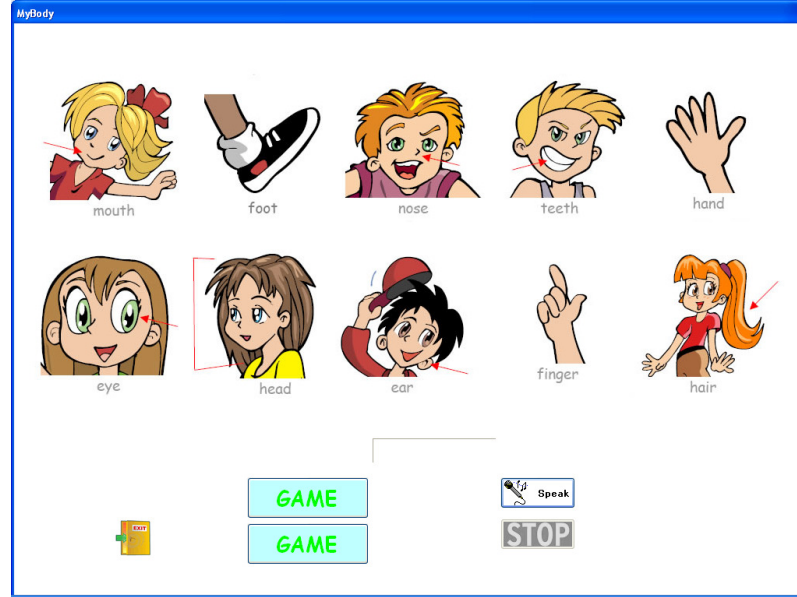 MyBody
mouth
foot
nose
teeth
hand
eye
head
ear
finger
hair
GAME
Speak
EXIT
GAME
STOP